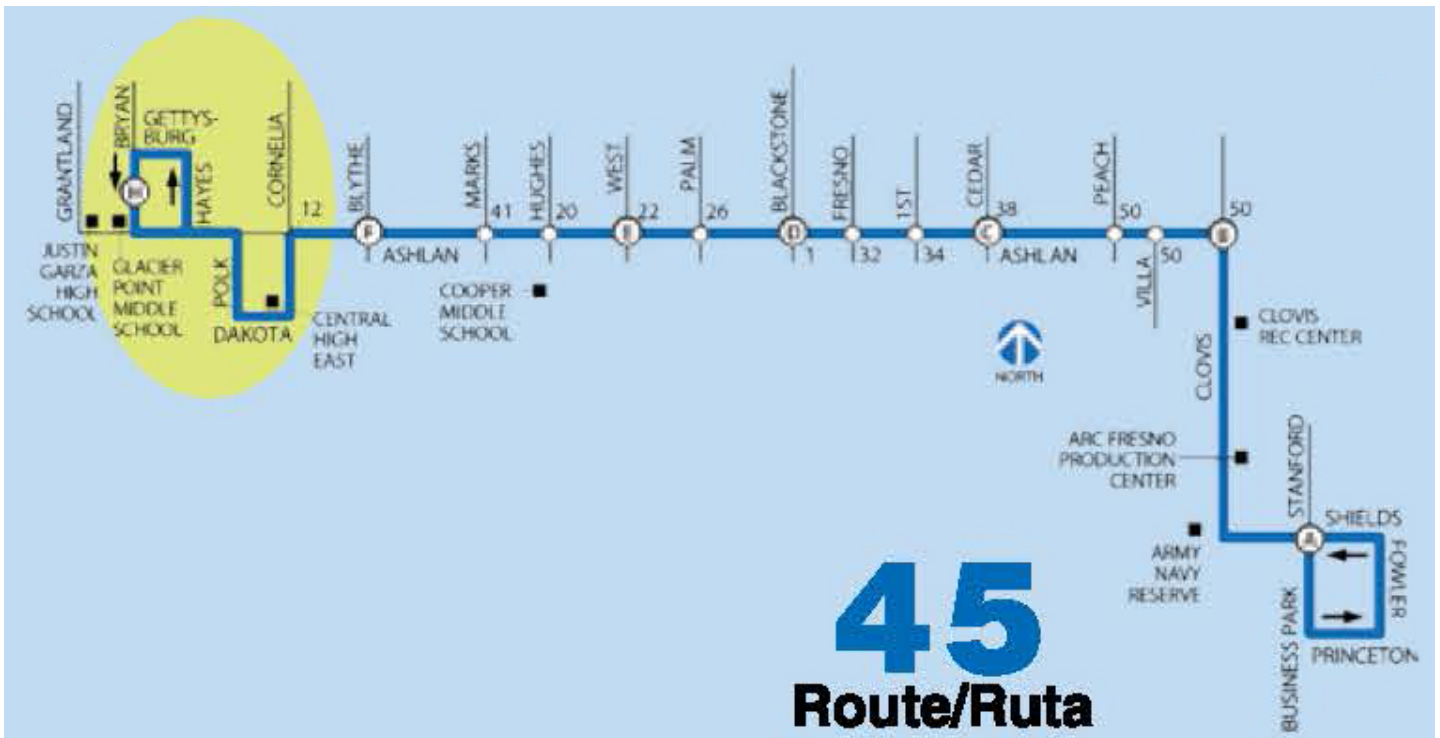 GRANTLAND
BRYAN
GETTYS-
BURG
HAYES
H
CORNELIA
12
BLYTHE
F
ASHLAN
MARKS
41
HUGHES
20
WEST
22
E
PALM
26
BLACKSTONE
D
1
FRESNO
32
1ST
34
CEDAR
38
C
ASHLAN
PEACH
50
VILLA
50
50
B
JUSTIN
GARZA
HIGH
SCHOOL
GLACIER
POINT
MIDDLE
SCHOOL
POLK
DAKOTA
CENTRAL
HIGH
EAST
COOPER
MIDDLE
SCHOOL
NORTH
CLOVIS
CLOVIS
REC CENTER
ARC FRESNO
PRODUCTION
CENTER
STANFORD
A
SHIELDS
FOWLER
ARMY
NAVY
RESERVE
BUSINESS PARK
PRINCETON
45
Route/Ruta